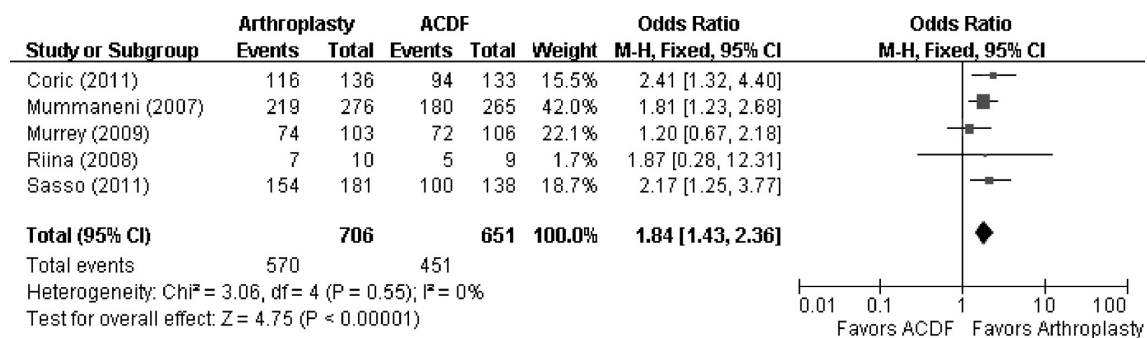 Arthroplasty ACDF Odds Ratio Odds Ratio
Study or Subgroup Events Total Events Total Weight M-H, Fixed, 95% CI M-H, Fixed, 95% CI
Coric (2011) 116 136 94 133 15.5% 2.41 [1.32, 4.40]
Mummaneni (2007) 219 276 180 265 42.0% 1.81 [1.23, 2.68]
Murrey (2009) 74 103 72 106 22.1% 1.20 [0.67, 2.18]
Riina (2008) 7 10 5 9 1.7% 1.87 [0.28, 12.31]
Sasso (2011) 154 181 100 138 18.7% 2.17 [1.25, 3.77]
Total (95% CI) 706 651 100.0% 1.84 [1.43, 2.36]
Total events 570 451
Heterogeneity: Chi² = 3.06, df = 4 (P = 0.55); I² = 0%
Test for overall effect: Z = 4.75 (P < 0.00001)
0.01 0.1 1 10 100
Favors ACDF Favors Arthroplasty